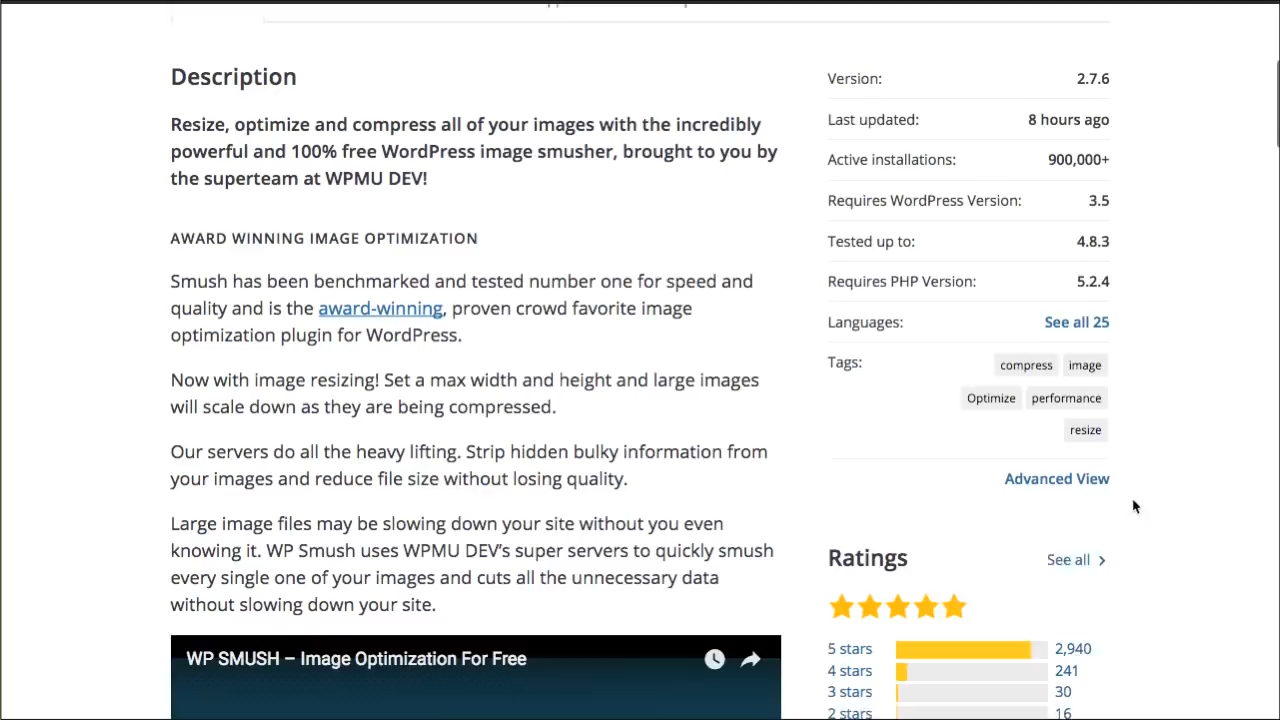 Description
Resize, optimize and compress all of your images with the incredibly
powerful and 100% free WordPress image smusher, brought to you by
the superteam at WPMU DEV!
AWARD WINNING IMAGE OPTIMIZATION
Smush has been benchmarked and tested number one for speed and
quality and is the award-winning, proven crowd favorite image
optimization plugin for WordPress.
Now with image resizing! Set a max width and height and large images
will scale down as they are being compressed.
Our servers do all the heavy lifting. Strip hidden bulky information from
your images and reduce file size without losing quality.
Large image files may be slowing down your site without you even
knowing it. WP Smush uses WPMU DEV's super servers to quickly smush
every single one of your images and cuts all the unnecessary data
without slowing down your site.
WP SMUSH – Image Optimization For Free
Version: 2.7.6
Last updated: 8 hours ago
Active installations: 900,000+
Requires WordPress Version: 3.5
Tested up to: 4.8.3
Requires PHP Version: 5.2.4
Languages: See all 25
Tags: compress image
Optimize performance
resize
Advanced View
Ratings See all
5 stars 2,940
4 stars 241
3 stars 30
2 stars 16